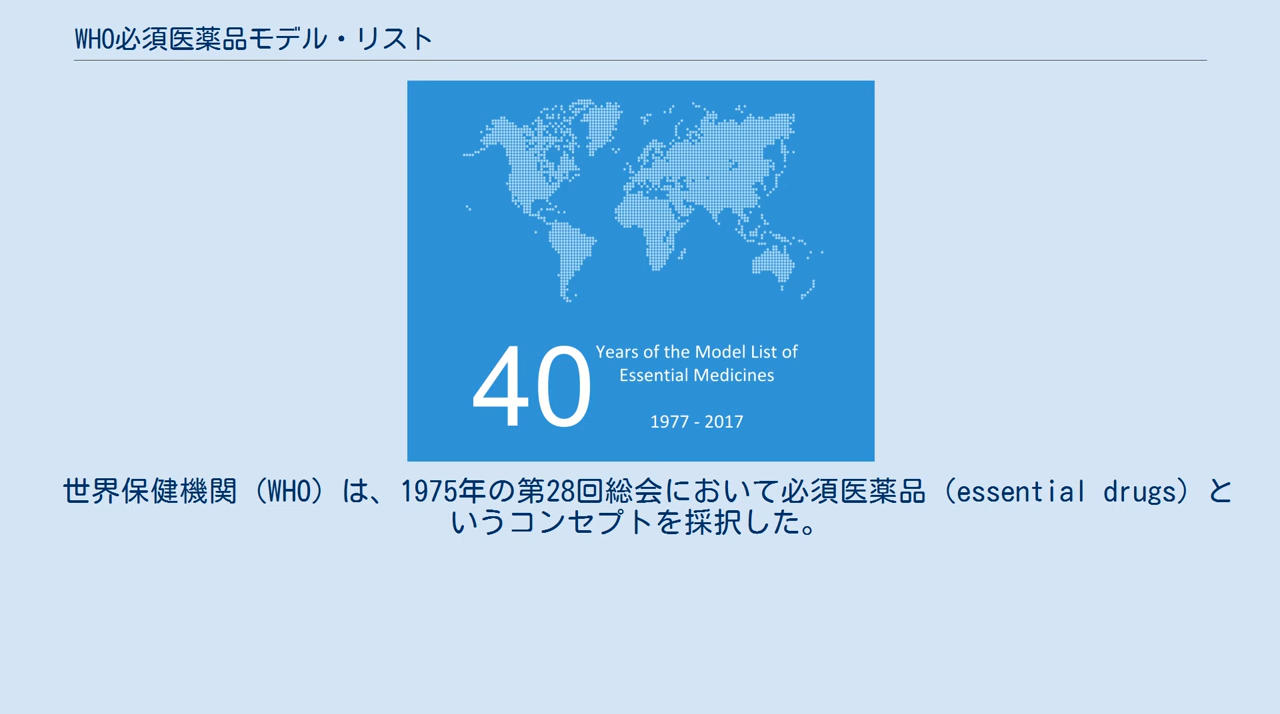 WHO必須医薬品モデル・リスト
40
Years of the Model List of
Essential Medicines
1977 - 2017
世界保健機関（WHO）は、1975年の第28回総会において必須医薬品（essential drugs）と
いうコンセプトを採択した。